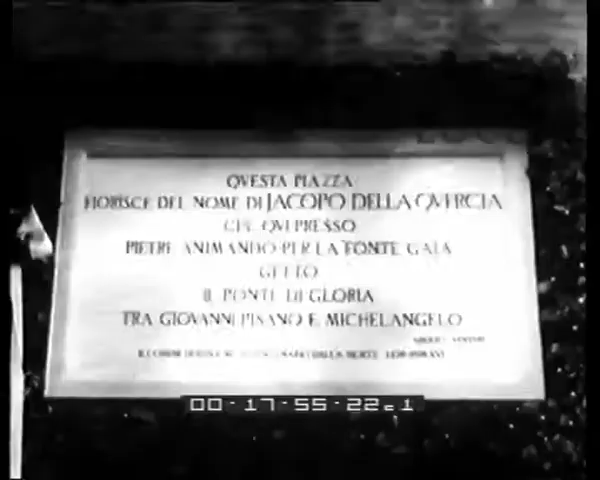 QVESTA PIAZZA
FIORISCE DEL NOME DI JACOPO DELLA QVERCIA
CHE QVI PRESSO
PIETRE ANIMANDO PER LA FONTE GAIA
GETTO
IL PONTE DI GLORIA
TRA GIOVANNI PISANO E MICHELANGELO
00-17-55-22